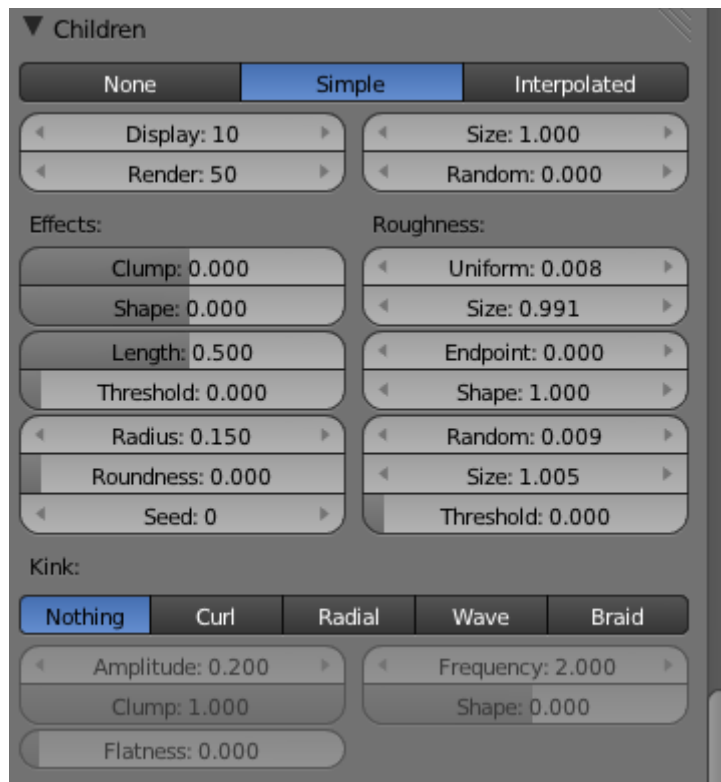 Children
None Simple Interpolated
Display: 10 Size: 1.000
Render: 50 Random: 0.000
Effects: Roughness:
Clump: 0.000 Uniform: 0.008
Shape: 0.000 Size: 0.991
Length: 0.500 Endpoint: 0.000
Threshold: 0.000 Shape: 1.000
Radius: 0.150 Random: 0.009
Roundness: 0.000 Size: 1.005
Seed: 0 Threshold: 0.000
Kink:
Nothing Curl Radial Wave Braid
Amplitude: 0.200 Frequency: 2.000
Clump: 1.000 Shape: 0.000
Flatness: 0.000